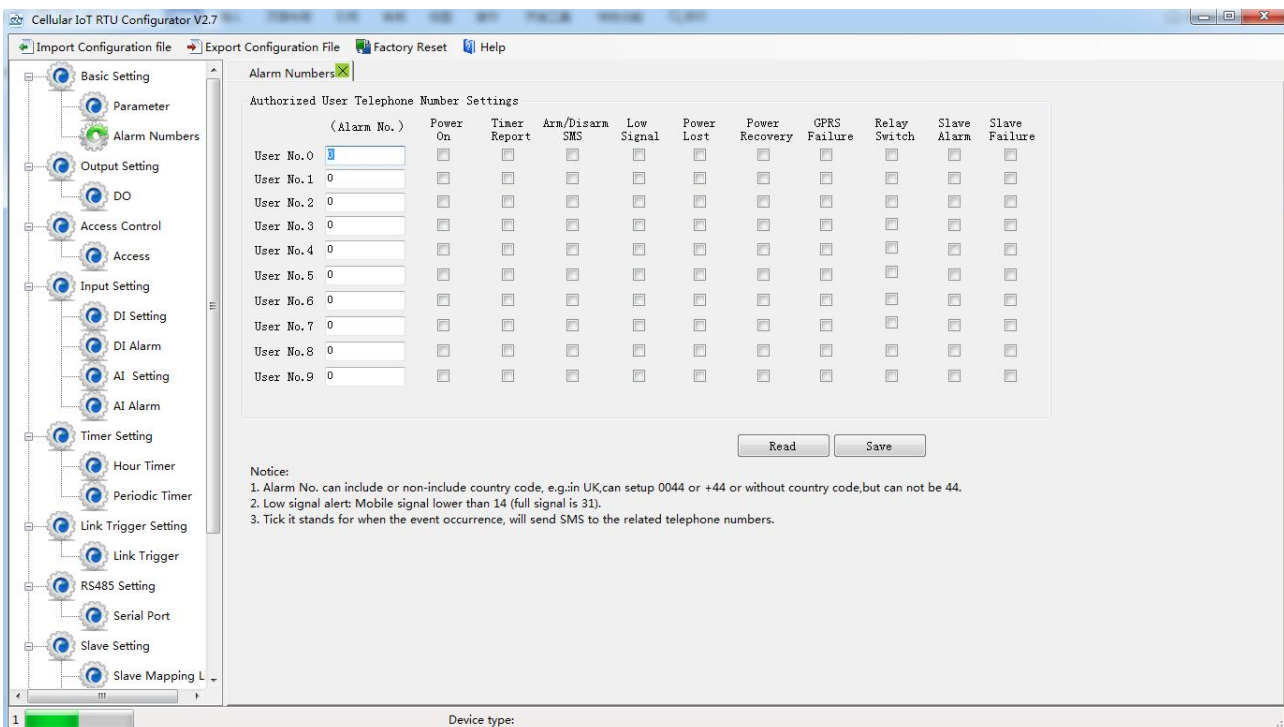 Cellular IoT RTU Configurator V2.7
Import Configuration file Export Configuration File Factory Reset Help
Basic Setting
Parameter
Alarm Numbers
Output Setting
DO
Access Control
Access
Input Setting
DI Setting
DI Alarm
AI Setting
AI Alarm
Timer Setting
Hour Timer
Periodic Timer
Link Trigger Setting
Link Trigger
RS485 Setting
Serial Port
Slave Setting
Slave Mapping L
Alarm Numbers
Authorized User Telephone Number Settings
(Alarm No.) Power On Timer Report Arm/Disarm SMS Low Signal Power Lost Power Recovery GPRS Failure Relay Switch Slave Alarm Slave Failure
User No.0 0
User No.1 0
User No.2 0
User No.3 0
User No.4 0
User No.5 0
User No.6 0
User No.7 0
User No.8 0
User No.9 0
Read Save
Notice:
1. Alarm No. can include or non-include country code, e.g.:in UK,can setup 0044 or +44 or without country code,but can not be 44.
2. Low signal alert: Mobile signal lower than 14 (full signal is 31).
3. Tick it stands for when the event occurrence, will send SMS to the related telephone numbers.
1 Device type: